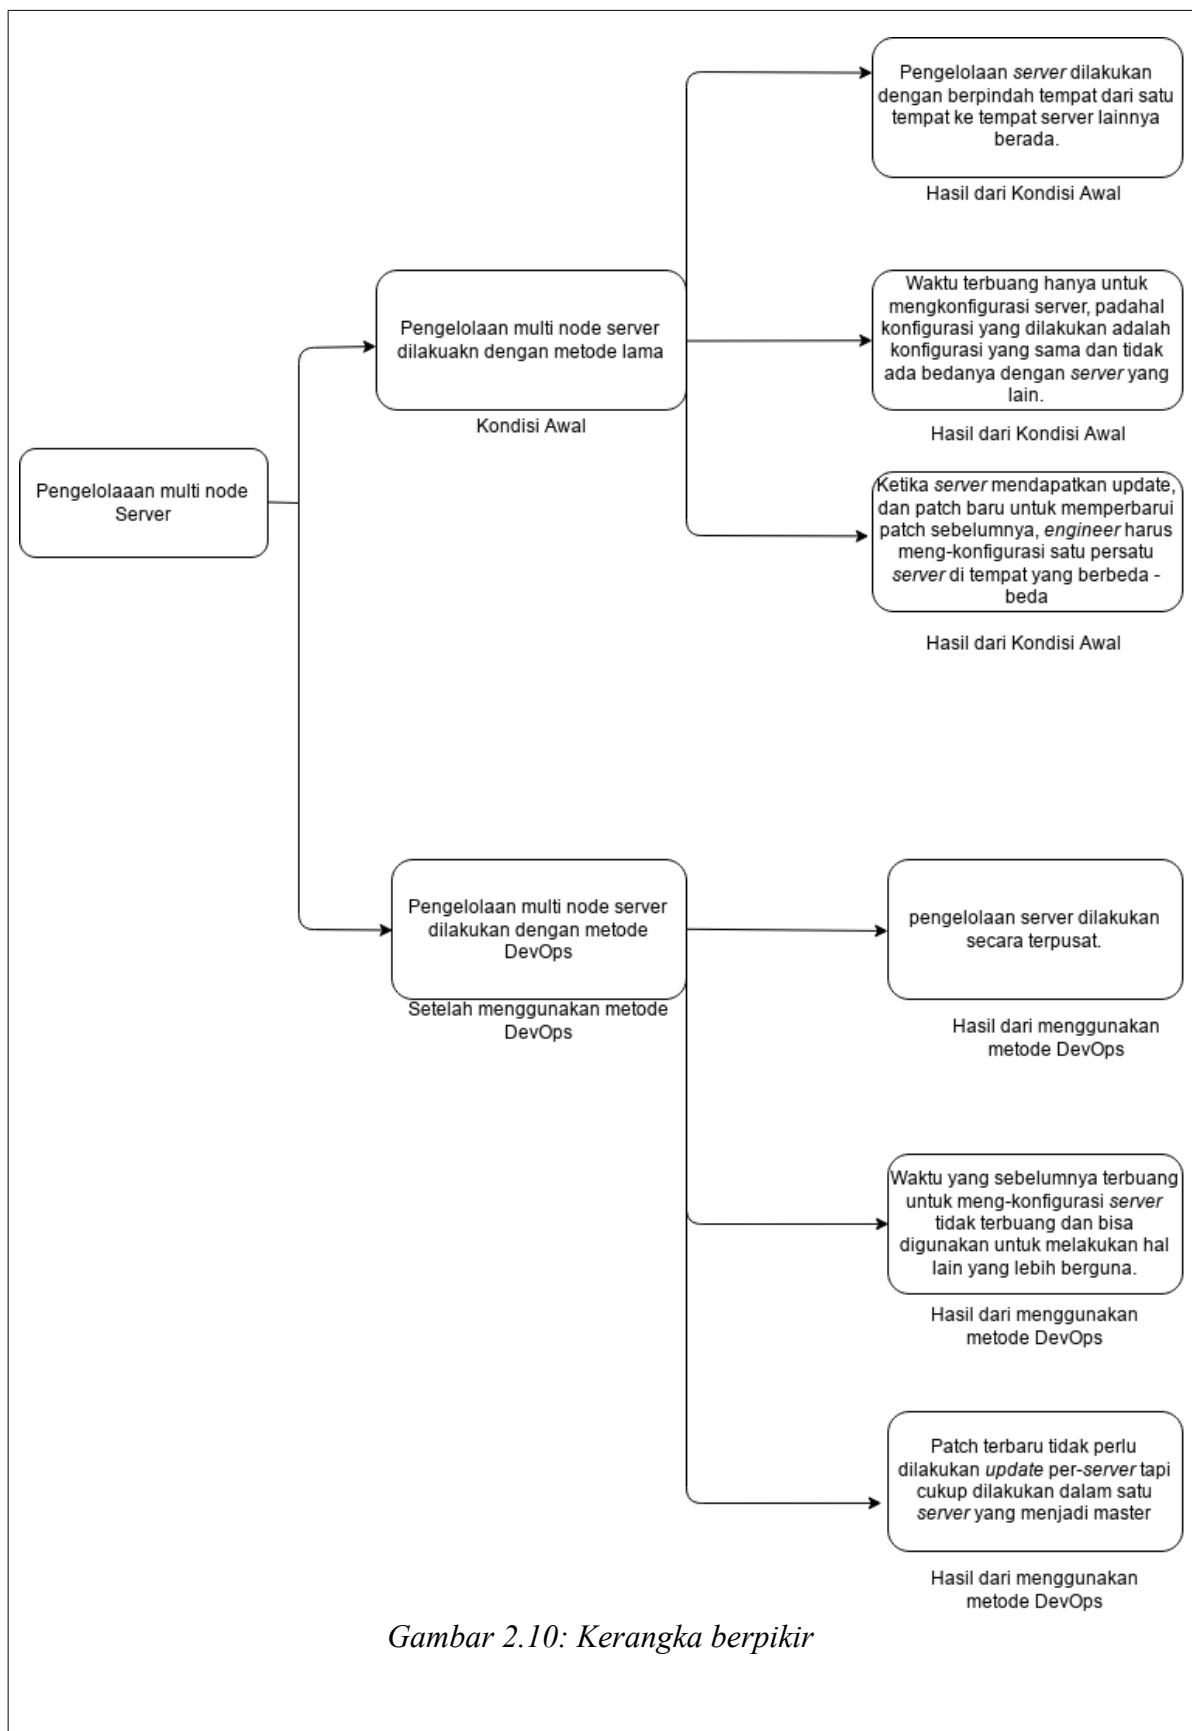 Pengelolaan server dilakukan
dengan berpindah tempat dari satu
tempat ke tempat server lainnya
berada.
Hasil dari Kondisi Awal
Pengelolaan multi node server
dilakuakn dengan metode lama
Kondisi Awal
Waktu terbuang hanya untuk
mengkonfigurasi server, padahal
konfigurasi yang dilakukan adalah
konfigurasi yang sama dan tidak
ada bedanya dengan server yang
lain.
Hasil dari Kondisi Awal
Pengelolaaan multi node
Server
Ketika server mendapatkan update,
dan patch baru untuk memperbarui
patch sebelumnya, engineer harus
meng-konfigurasi satu persatu
server di tempat yang berbeda -
beda
Hasil dari Kondisi Awal
Pengelolaan multi node server
dilakukan dengan metode
DevOps
Setelah menggunakan metode
DevOps
pengelolaan server dilakukan
secara terpusat.
Hasil dari menggunakan
metode DevOps
Waktu yang sebelumnya terbuang
untuk meng-konfigurasi server
tidak terbuang dan bisa
digunakan untuk melakukan hal
lain yang lebih berguna.
Hasil dari menggunakan
metode DevOps
Patch terbaru tidak perlu
dilakukan update per-server tapi
cukup dilakukan dalam satu
server yang menjadi master
Hasil dari menggunakan
metode DevOps
Gambar 2.10: Kerangka berpikir